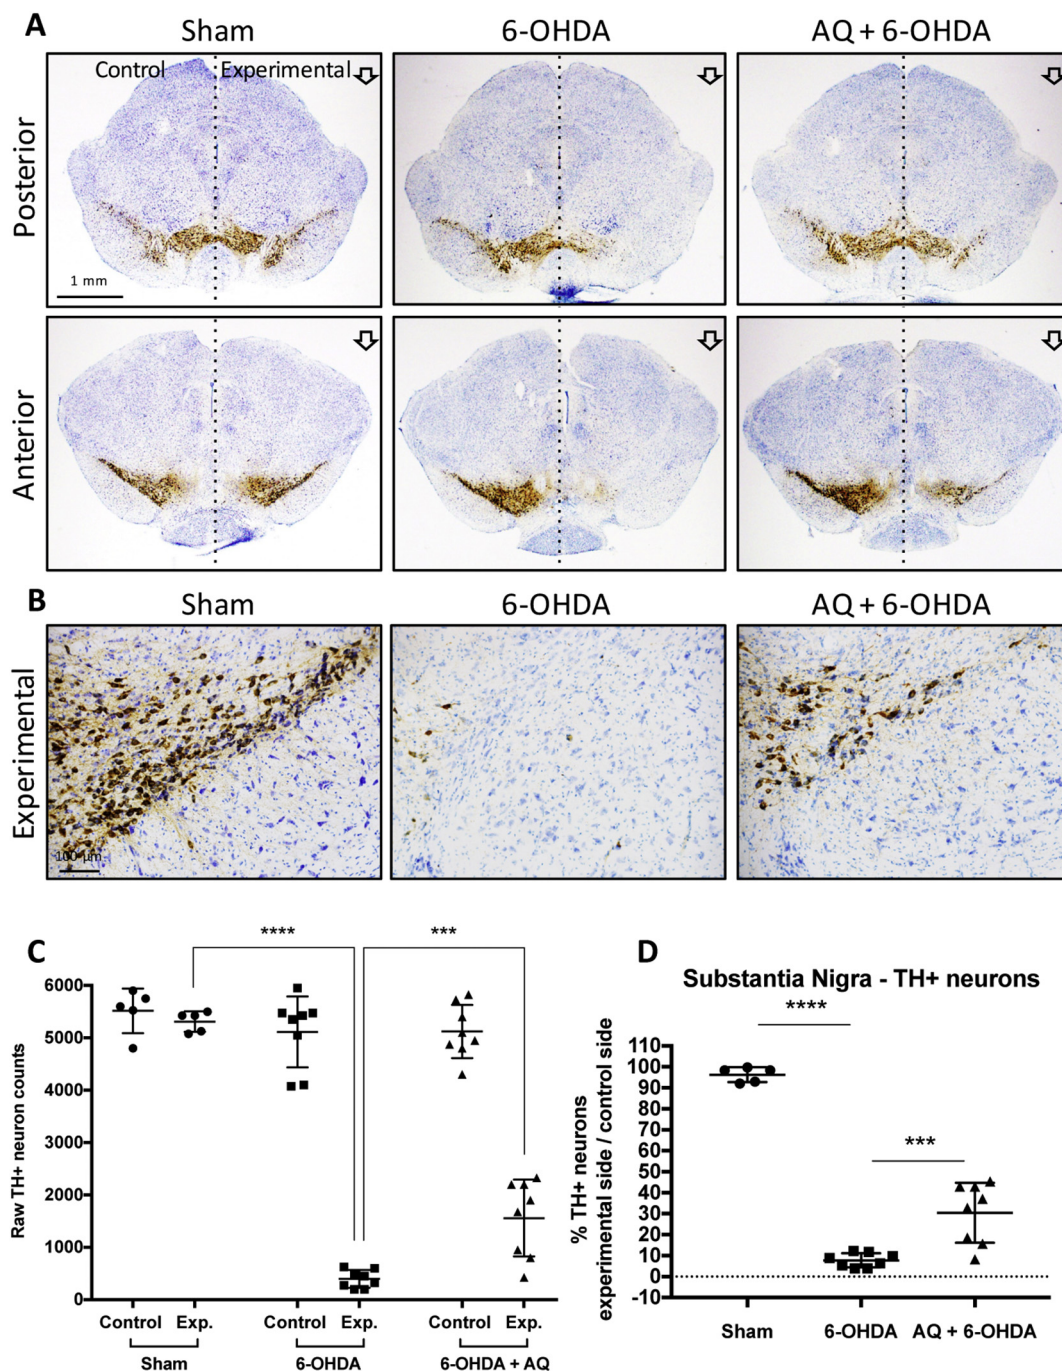 A
Sham
6-OHDA
AQ + 6-OHDA
Control
Experimental
Posterior
1 mm
Anterior
B
Sham
6-OHDA
AQ + 6-OHDA
Experimental
100 µm
C
****
***
Raw TH+ neuron counts
6000
5000
4000
3000
2000
1000
0
Control
Exp.
Control
Exp.
Control
Exp.
Sham
6-OHDA
6-OHDA + AQ
D
Substantia Nigra - TH+ neurons
****
***
% TH+ neurons
experimental side / control side
110
100
90
80
70
60
50
40
30
20
10
0
-10
Sham
6-OHDA
AQ + 6-OHDA